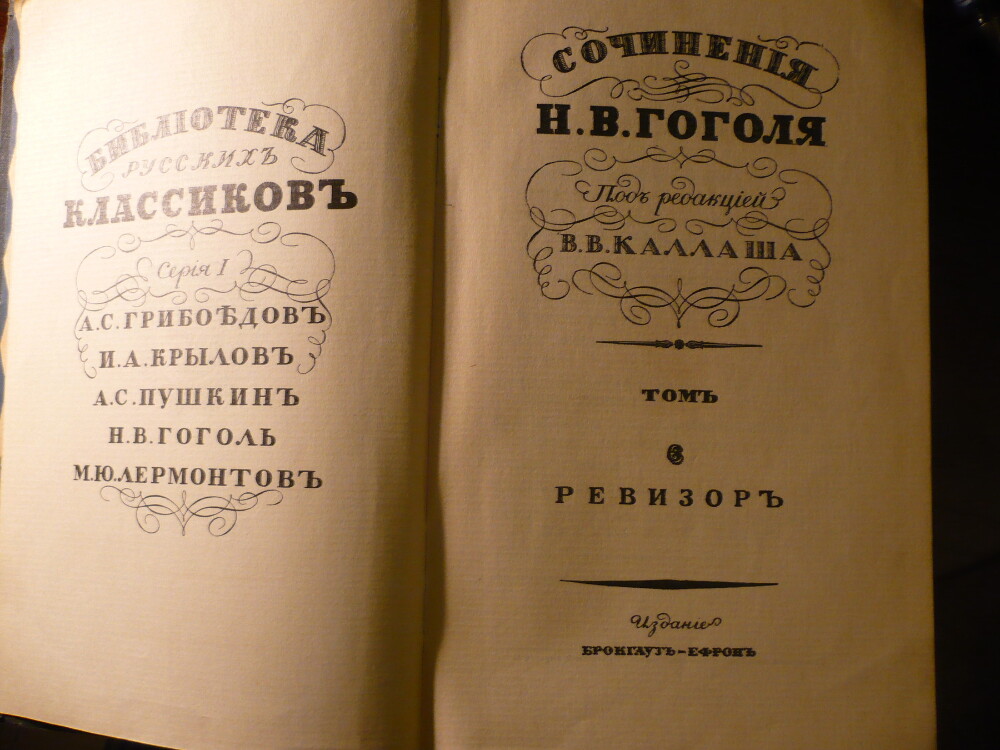 БИБЛІОТЕКА
РУССКИХЪ
КЛАССИКОВЪ
Серія I
А.С.ГРИБОѢДОВЪ
И.А.КРЫЛОВЪ
А.С.ПУШКИНЪ
Н.В.ГОГОЛЬ
М.Ю.ЛЕРМОНТОВЪ
СОЧИНЕНІЯ
Н.В.ГОГОЛЯ
Подъ редакціей
В.В.КАЛЛАША
ТОМЪ
6
РЕВИЗОРЪ
Изданіе
БРОКГАУЗЪ-ЕФРОНЪ